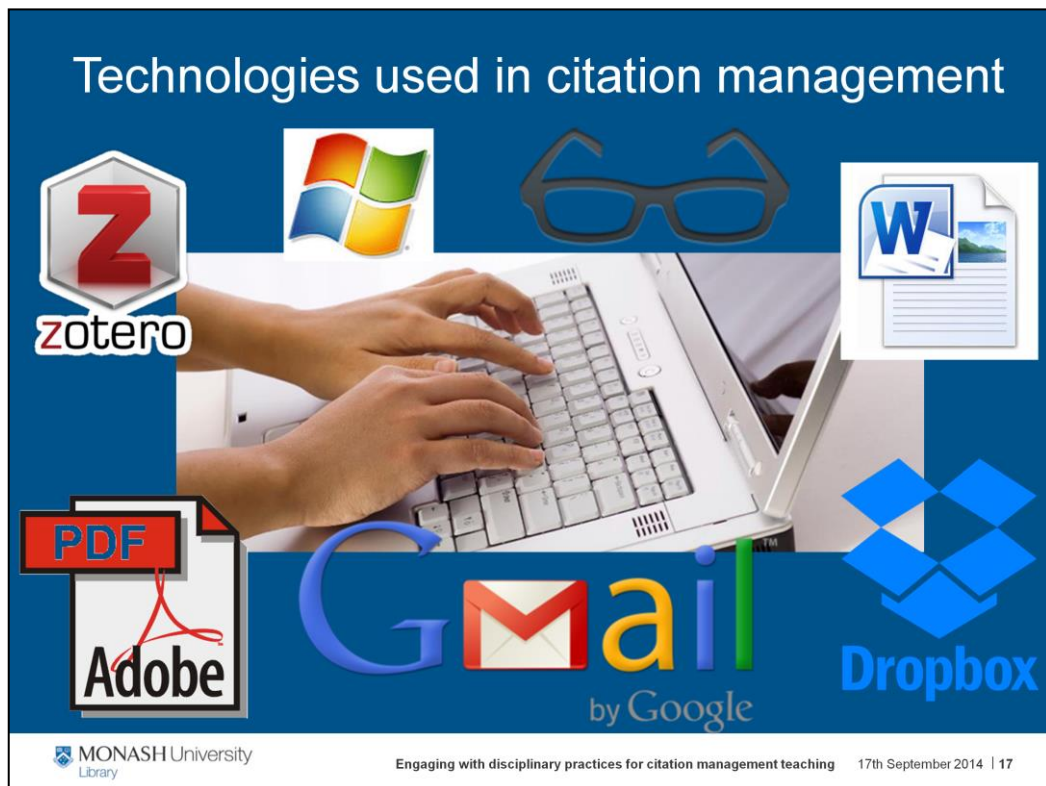 Technologies used in citation management
Z
zotero
W
PDF
Adobe
Gmail
TM
by Google
Dropbox
MONASH University
Library
Engaging with disciplinary practices for citation management teaching 17th September 2014 | 17